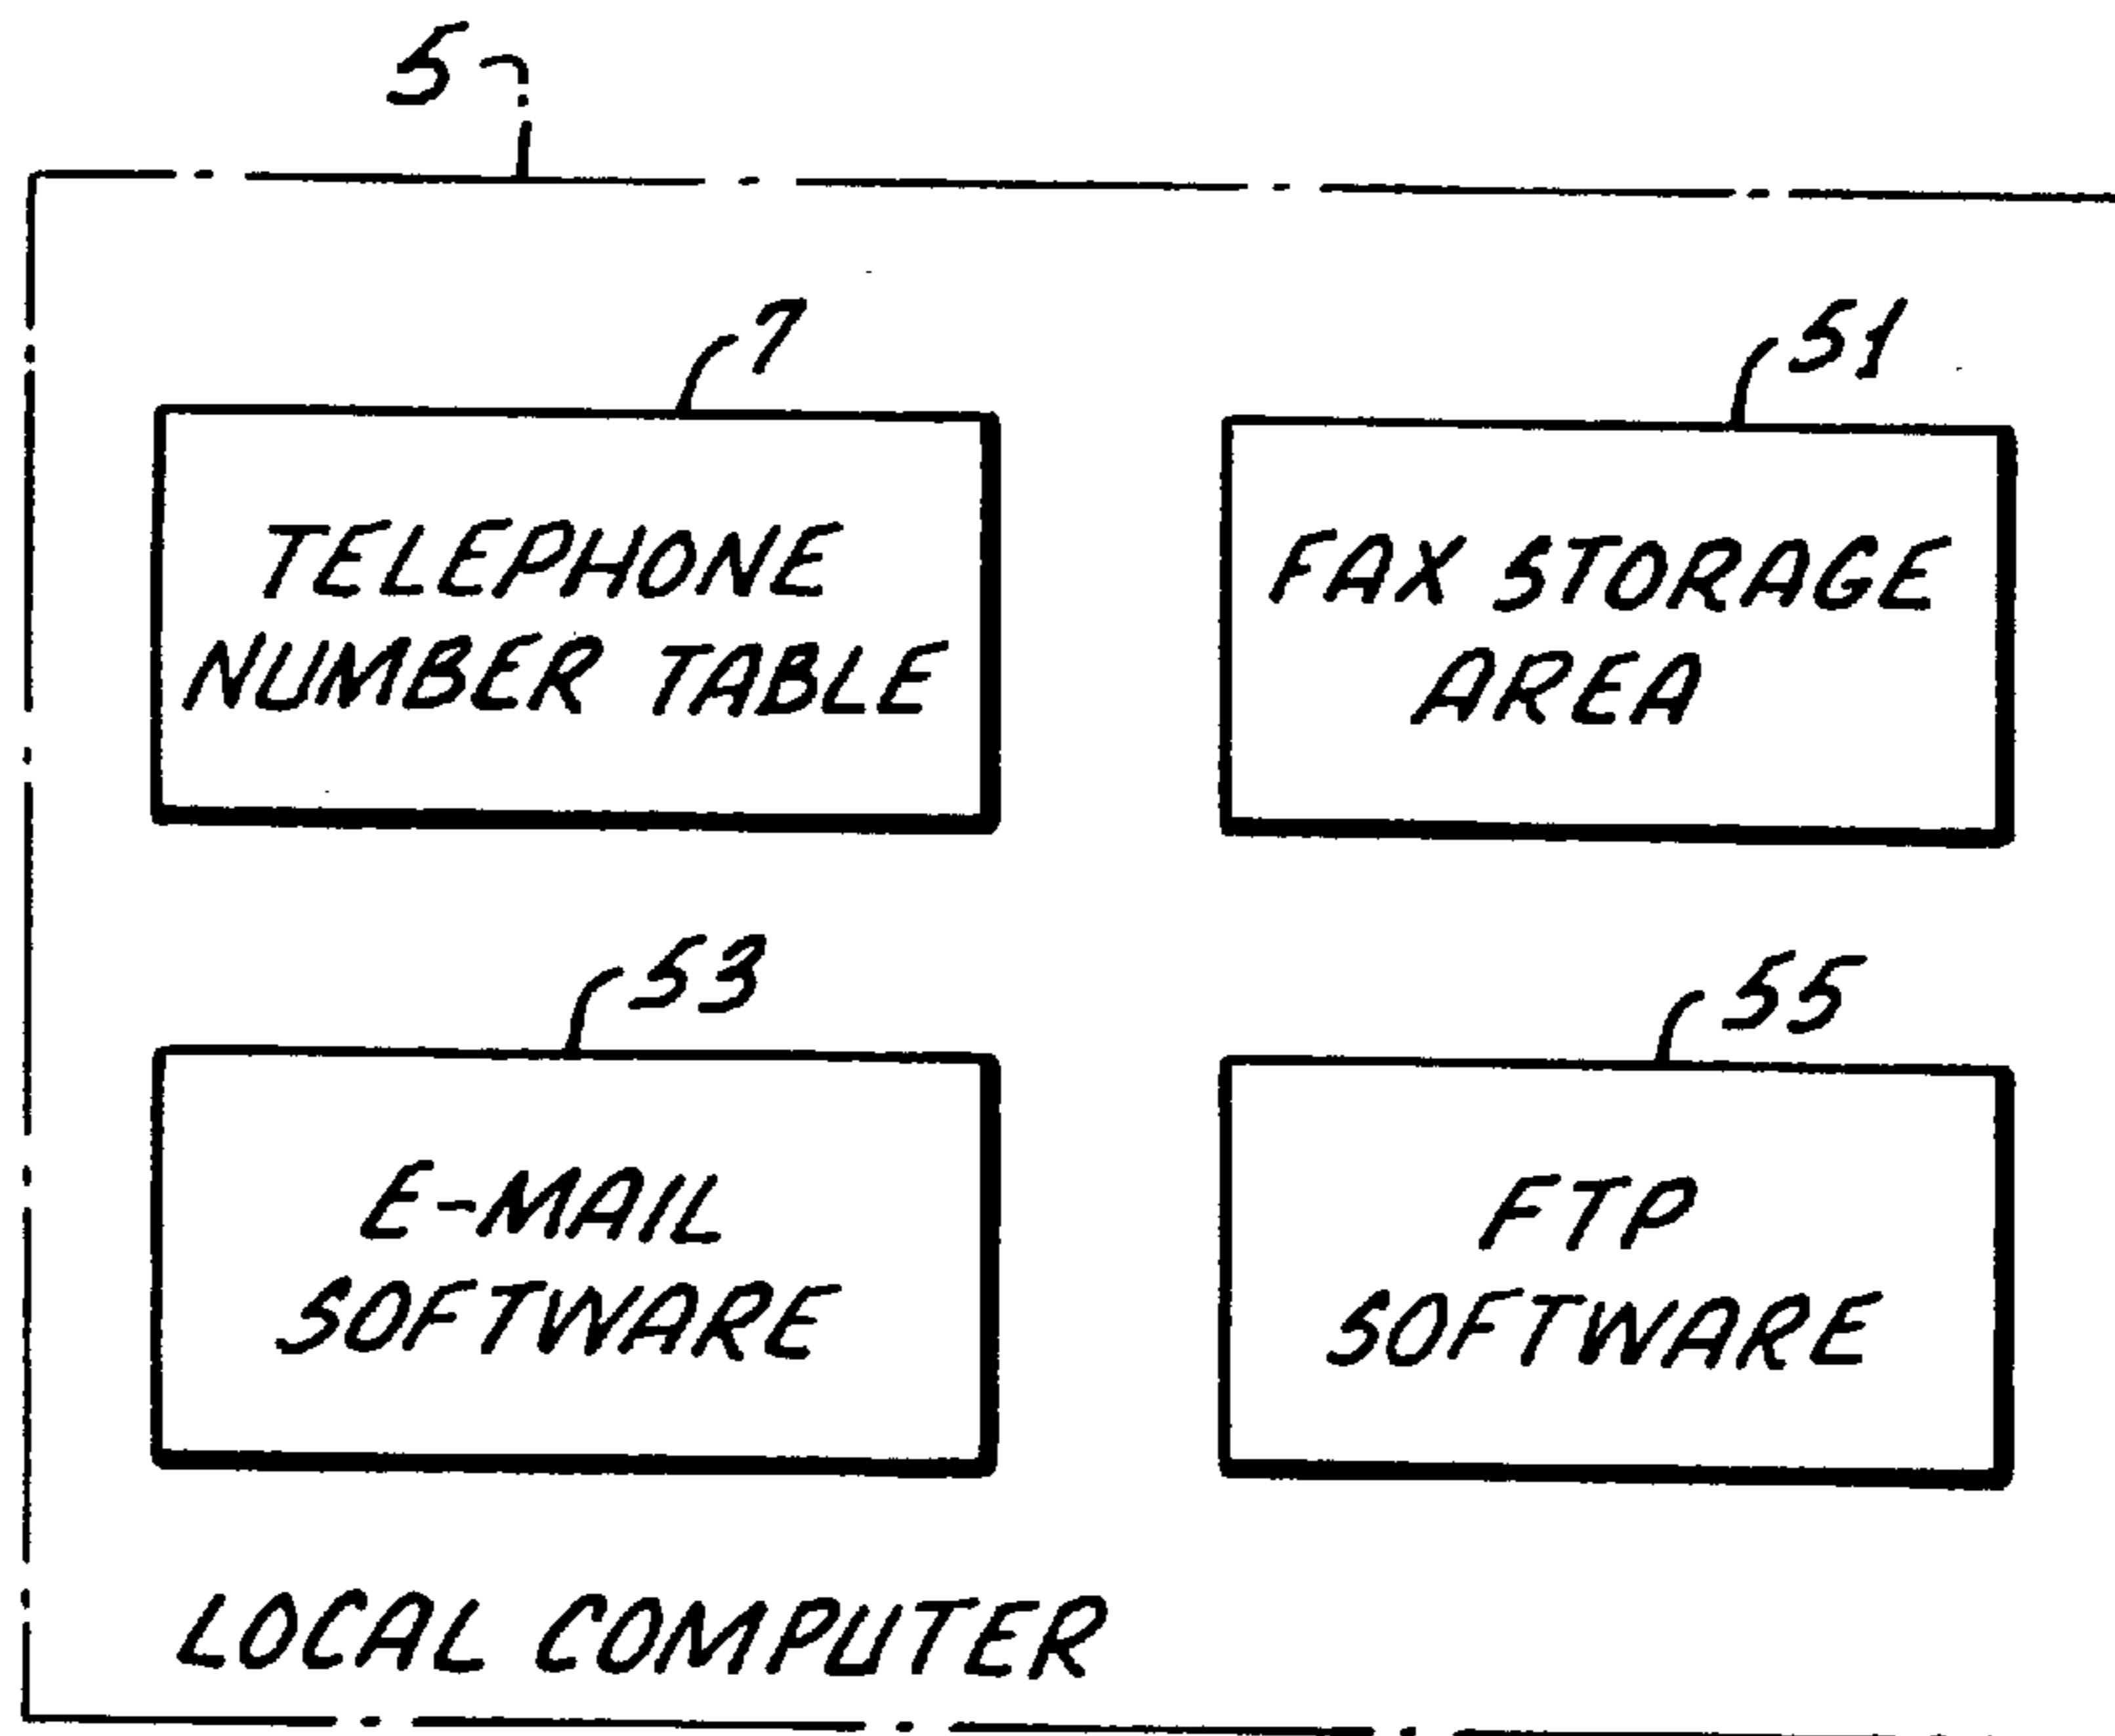 5
7
51
TELEPHONE
NUMBER TABLE
FAX STORAGE
AREA
53
55
E-MAIL
SOFTWARE
FTP
SOFTWARE
LOCAL COMPUTER